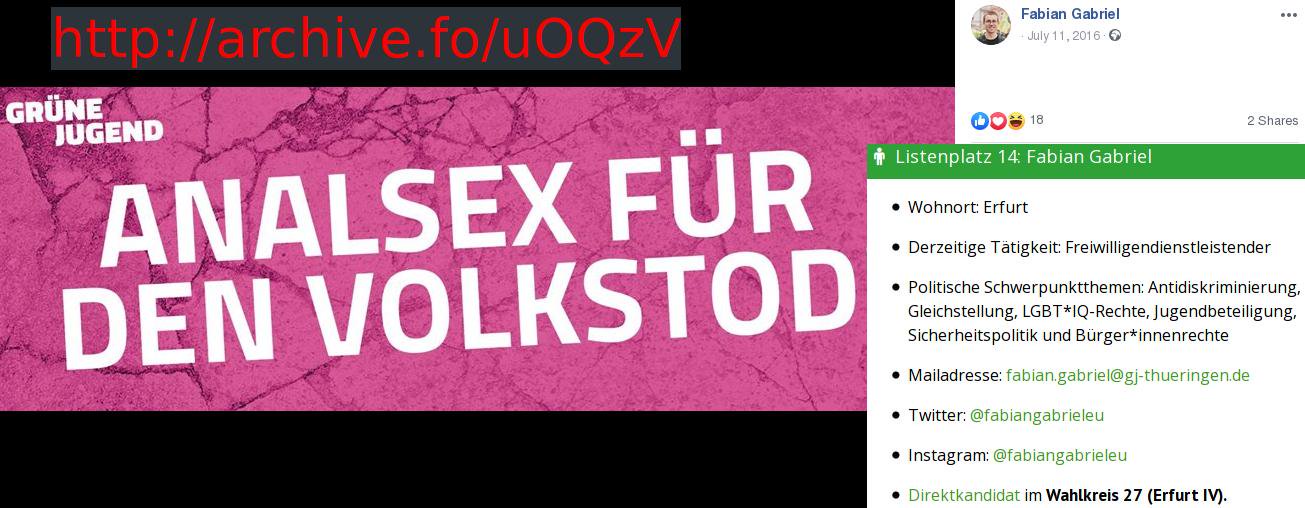 http://archive.fo/uOQzV
GRÜNE
JUGEND
ANALSEX FÜR
DEN VOLKSTOD
Fabian Gabriel
· July 11, 2016 ·
18
2 Shares
Listenplatz 14: Fabian Gabriel
Wohnort: Erfurt
Derzeitige Tätigkeit: Freiwilligendienstleistender
Politische Schwerpunktthemen: Antidiskriminierung,
Gleichstellung, LGBT*IQ-Rechte, Jugendbeteiligung,
Sicherheitspolitik und Bürger*innenrechte
Mailadresse: fabian.gabriel@gj-thueringen.de
Twitter: @fabiangabrieleu
Instagram: @fabiangabrieleu
Direktkandidat im Wahlkreis 27 (Erfurt IV).